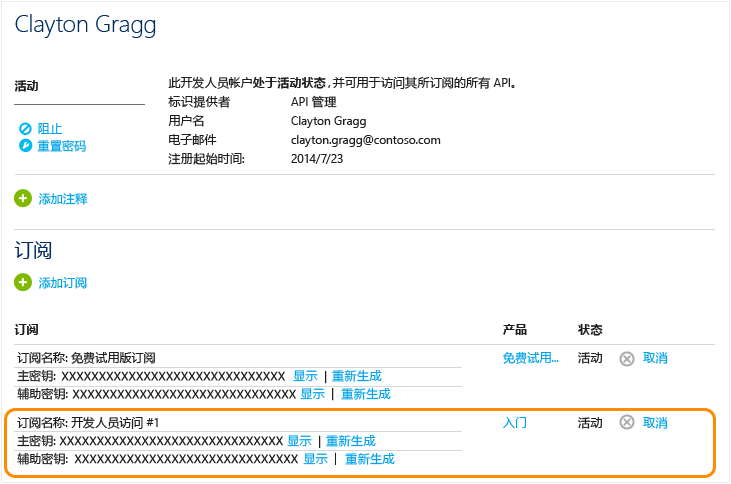 Clayton Gragg
活动
此开发人员帐户处于活动状态，并可用于访问其所订阅的所有 API。
标识提供者 API 管理
阻止
用户名 Clayton Gragg
重置密码
电子邮件 clayton.gragg@contoso.com
注册起始时间: 2014/7/23
添加注释
订阅
添加订阅
订阅 产品 状态
订阅名称: 免费试用版订阅 免费试用... 活动 取消
主密钥: XXXXXXXXXXXXXXXXXXXXXXXXXXXXXX 显示 | 重新生成
辅助密钥: XXXXXXXXXXXXXXXXXXXXXXXXXXXXXX 显示 | 重新生成
订阅名称: 开发人员访问 #1 入门 活动 取消
主密钥: XXXXXXXXXXXXXXXXXXXXXXXXXXXXXX 显示 | 重新生成
辅助密钥: XXXXXXXXXXXXXXXXXXXXXXXXXXXXXX 显示 | 重新生成